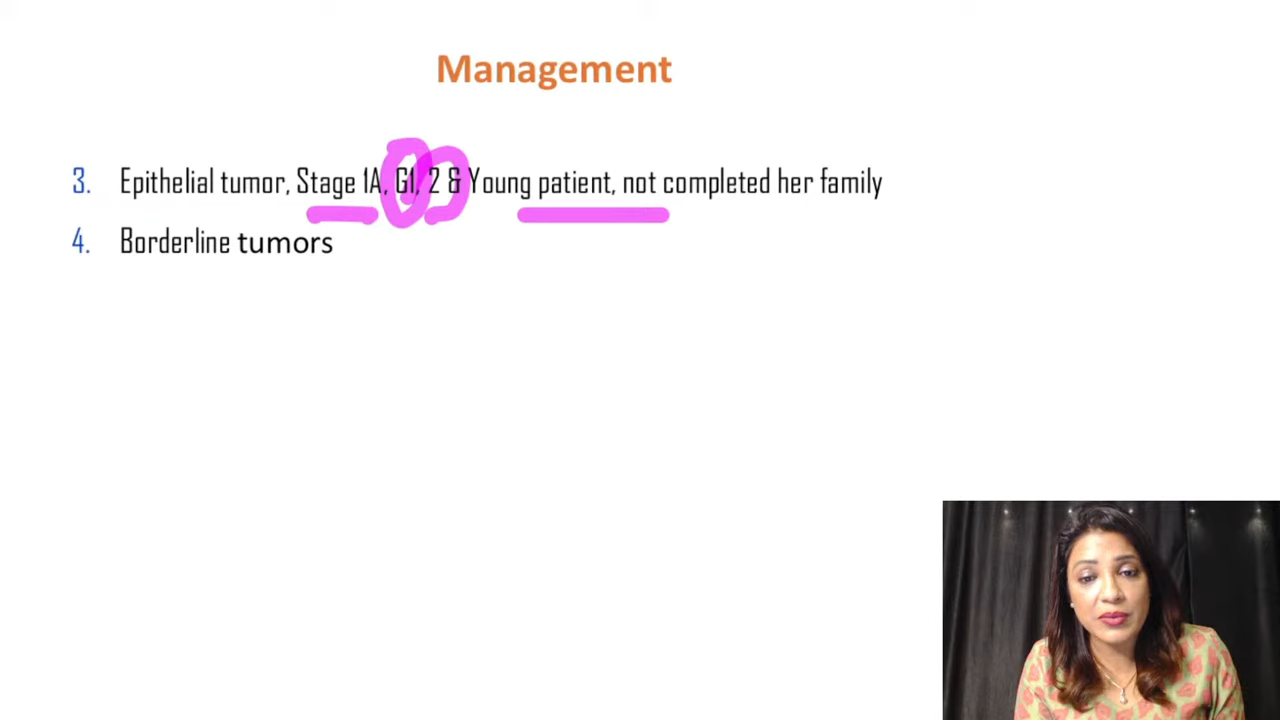 Management
3. Epithelial tumor, Stage 1A, G1, 2 & Young patient, not completed her family
4. Borderline tumors